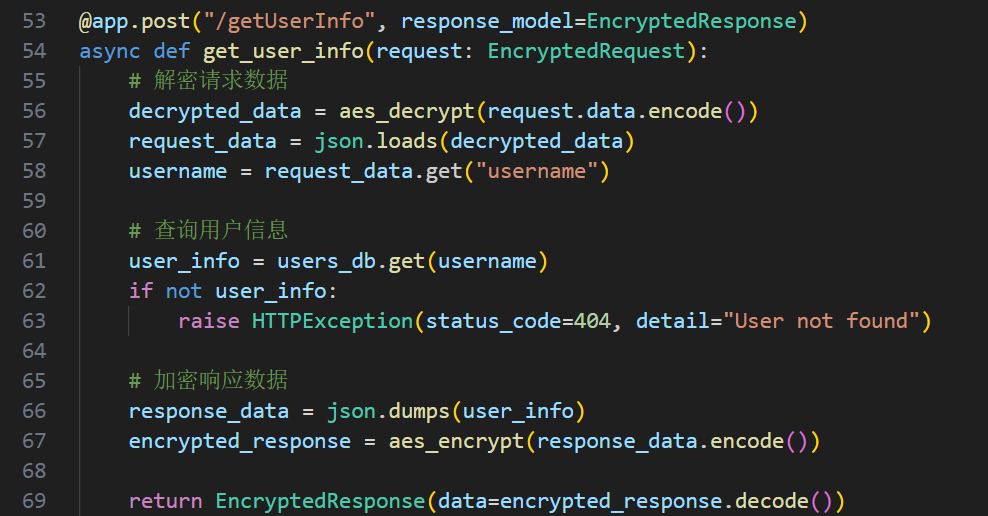 53 @app.post("/getUserInfo", response_model=EncryptedResponse)
54 async def get_user_info(request: EncryptedRequest):
55     # 解密请求数据
56     decrypted_data = aes_decrypt(request.data.encode())
57     request_data = json.loads(decrypted_data)
58     username = request_data.get("username")
59
60     # 查询用户信息
61     user_info = users_db.get(username)
62     if not user_info:
63         raise HTTPException(status_code=404, detail="User not found")
64
65     # 加密响应数据
66     response_data = json.dumps(user_info)
67     encrypted_response = aes_encrypt(response_data.encode())
68
69     return EncryptedResponse(data=encrypted_response.decode())